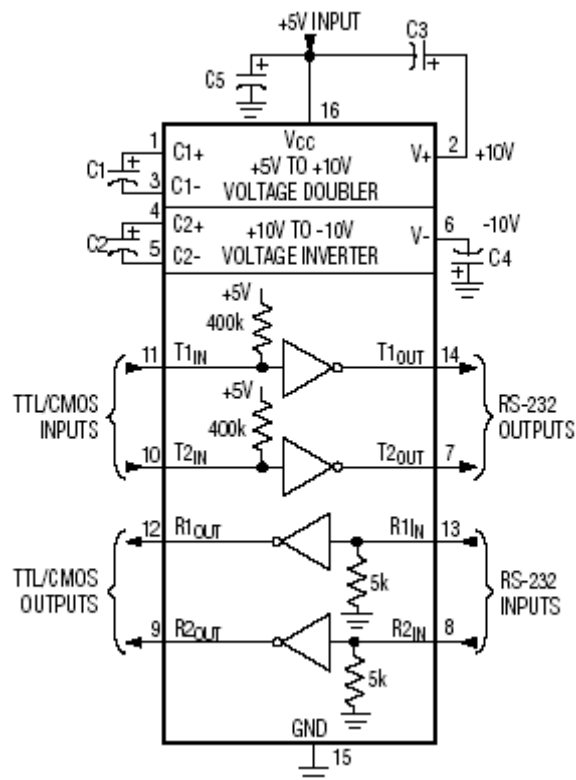 +5V INPUT
C3
C5
16
1
C1+
VCC
V+
2
+10V
+5V TO +10V
VOLTAGE DOUBLER
C1
3
C1-
4
C2+
+10V TO -10V
VOLTAGE INVERTER
V-
6
-10V
C2
5
C2-
C4
+5V
400k
11
T1IN
T1OUT
14
TTL/CMOS
INPUTS
+5V
400k
RS-232
OUTPUTS
10
T2IN
T2OUT
7
12
R1OUT
R1IN
13
TTL/CMOS
OUTPUTS
5k
RS-232
INPUTS
9
R2OUT
R2IN
8
5k
GND
15